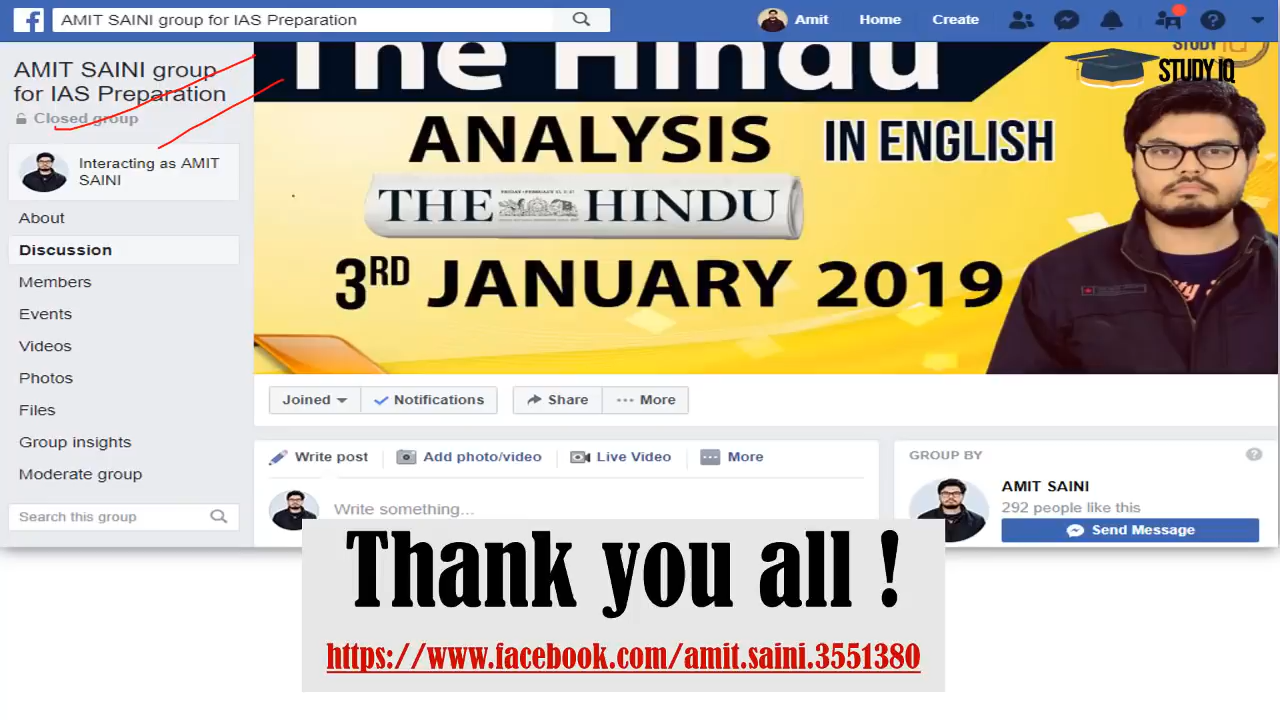 AMIT SAINI group for IAS Preparation
Amit
Home
Create
AMIT SAINI group
for IAS Preparation
Closed group
Interacting as AMIT
SAINI
About
Discussion
Members
Events
Videos
Photos
Files
Group insights
Moderate group
Search this group
The Hindu
STUDY IQ
STUDY IQ
ANALYSIS IN ENGLISH
THE HINDU
3RD JANUARY 2019
Joined
Notifications
Share
More
Write post
Add photo/video
Live Video
More
Write something...
GROUP BY
AMIT SAINI
292 people like this
Send Message
Thank you all !
https://www.facebook.com/amit.saini.3551380